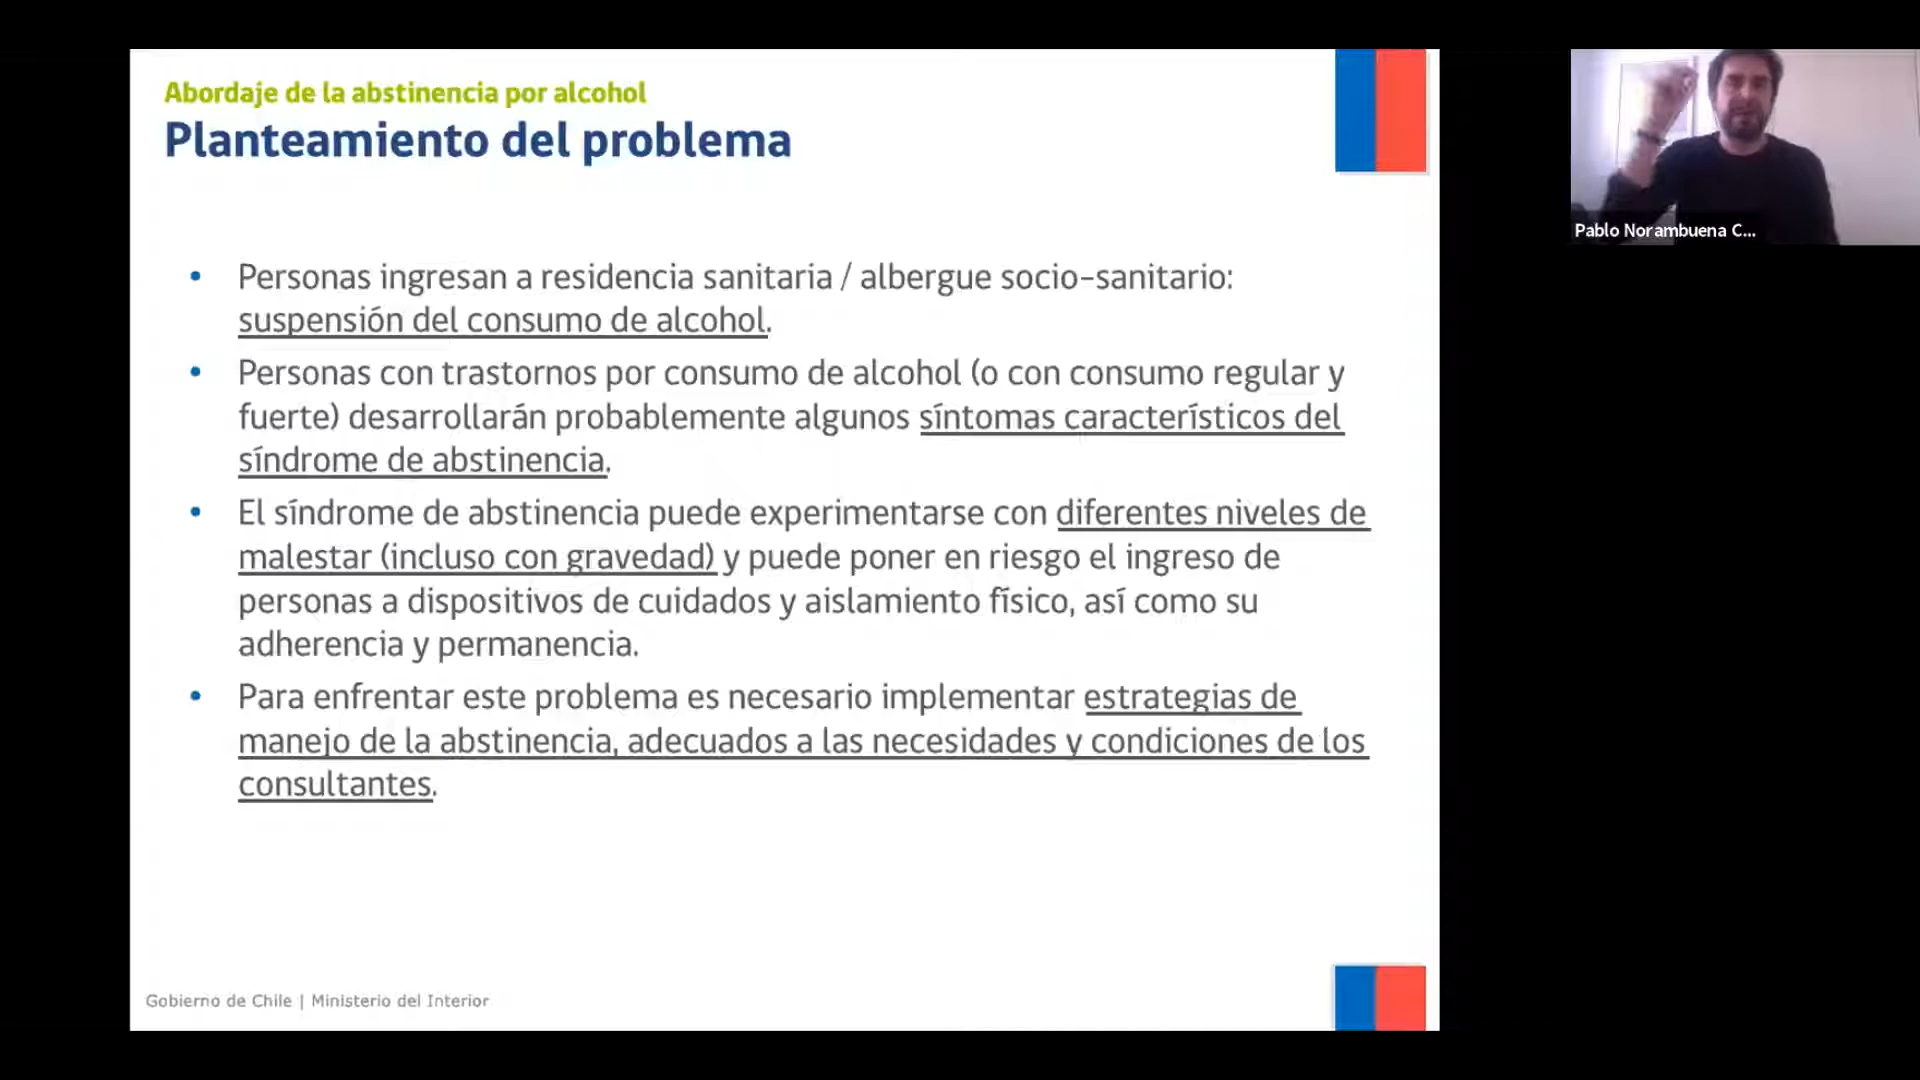 Abordaje de la abstinencia por alcohol
Planteamiento del problema
• Personas ingresan a residencia sanitaria / albergue socio-sanitario:
suspensión del consumo de alcohol.
• Personas con trastornos por consumo de alcohol (o con consumo regular y
fuerte) desarrollarán probablemente algunos síntomas característicos del
síndrome de abstinencia.
• El síndrome de abstinencia puede experimentarse con diferentes niveles de
malestar (incluso con gravedad) y puede poner en riesgo el ingreso de
personas a dispositivos de cuidados y aislamiento físico, así como su
adherencia y permanencia.
• Para enfrentar este problema es necesario implementar estrategias de
manejo de la abstinencia, adecuados a las necesidades y condiciones de los
consultantes.
Gobierno de Chile | Ministerio del Interior
Pablo Norambuena C...